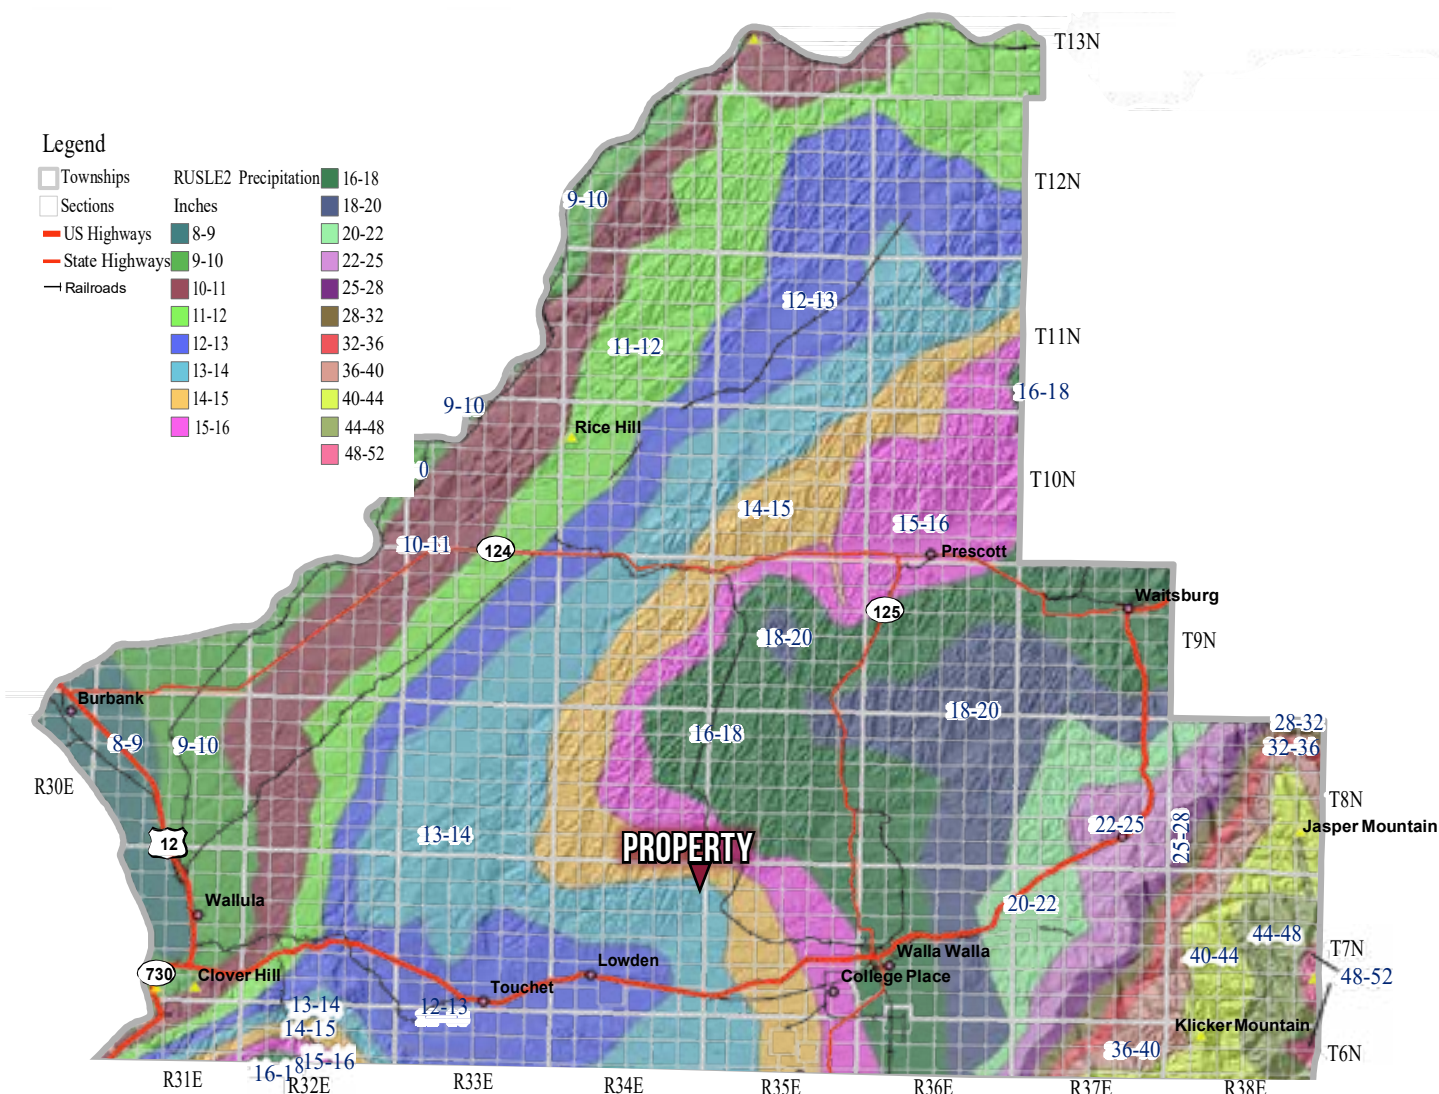 Legend
Townships
Sections
US Highways
State Highways
Railroads
RUSLE2 Precipitation
Inches
8-9
9-10
10-11
11-12
12-13
13-14
14-15
15-16
16-18
18-20
20-22
22-25
25-28
28-32
32-36
36-40
40-44
44-48
48-52
T13N
9-10
T12N
12-13
11-12
T11N
16-18
9-10
Rice Hill
0
T10N
14-15
15-16
10-11
124
Prescott
Waitsburg
125
18-20
T9N
Burbank
18-20
28-32
8-9
9-10
16-18
32-36
R30E
T8N
22-25
25-28
Jasper Mountain
12
13-14
PROPERTY
Wallula
20-22
44-48
T7N
Walla Walla
40-44
Lowden
730
Clover Hill
College Place
48-52
Touchet
13-14
12-13
14-15
Klicker Mountain
36-40
T6N
15-16
16-18
R31E
R32E
R33E
R34E
R35E
R36E
R37E
R38E